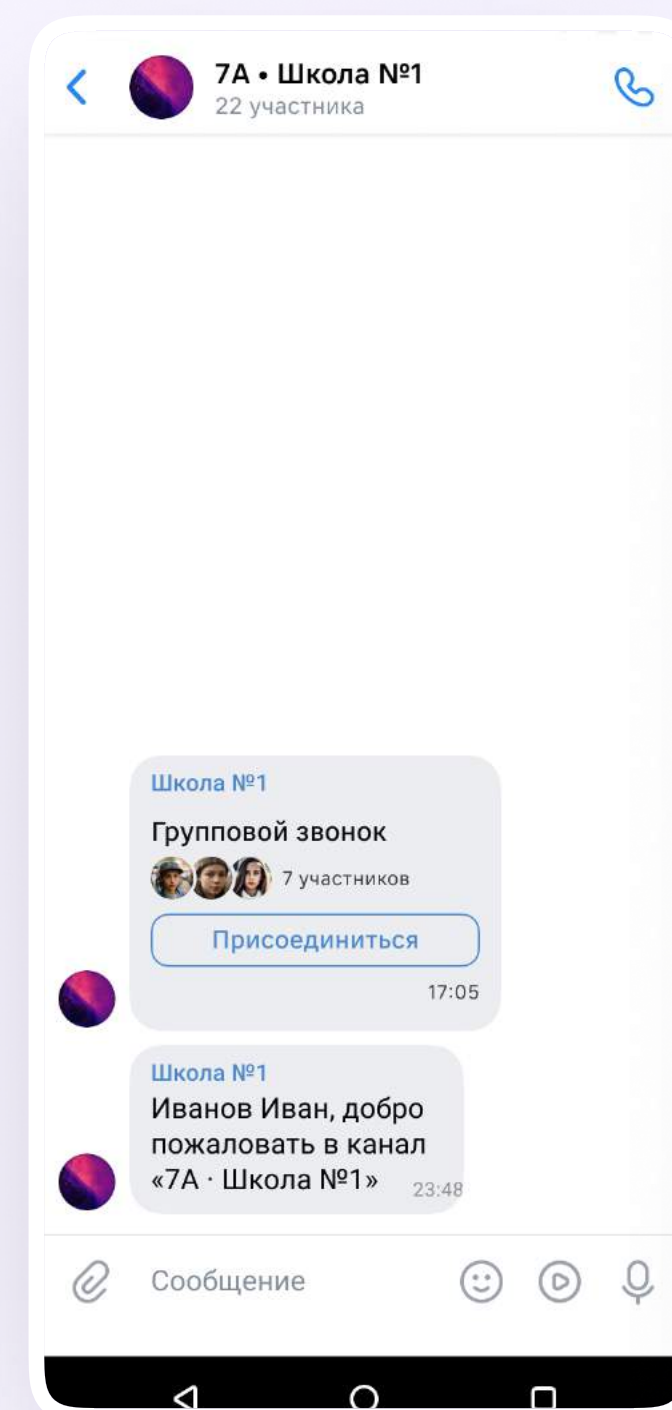 7А • Школа №1
22 участника
Школа №1
Групповой звонок
7 участников
Присоединиться
17:05
Школа №1
Иванов Иван, добро
пожаловать в канал
«7А · Школа №1»
23:48
Сообщение